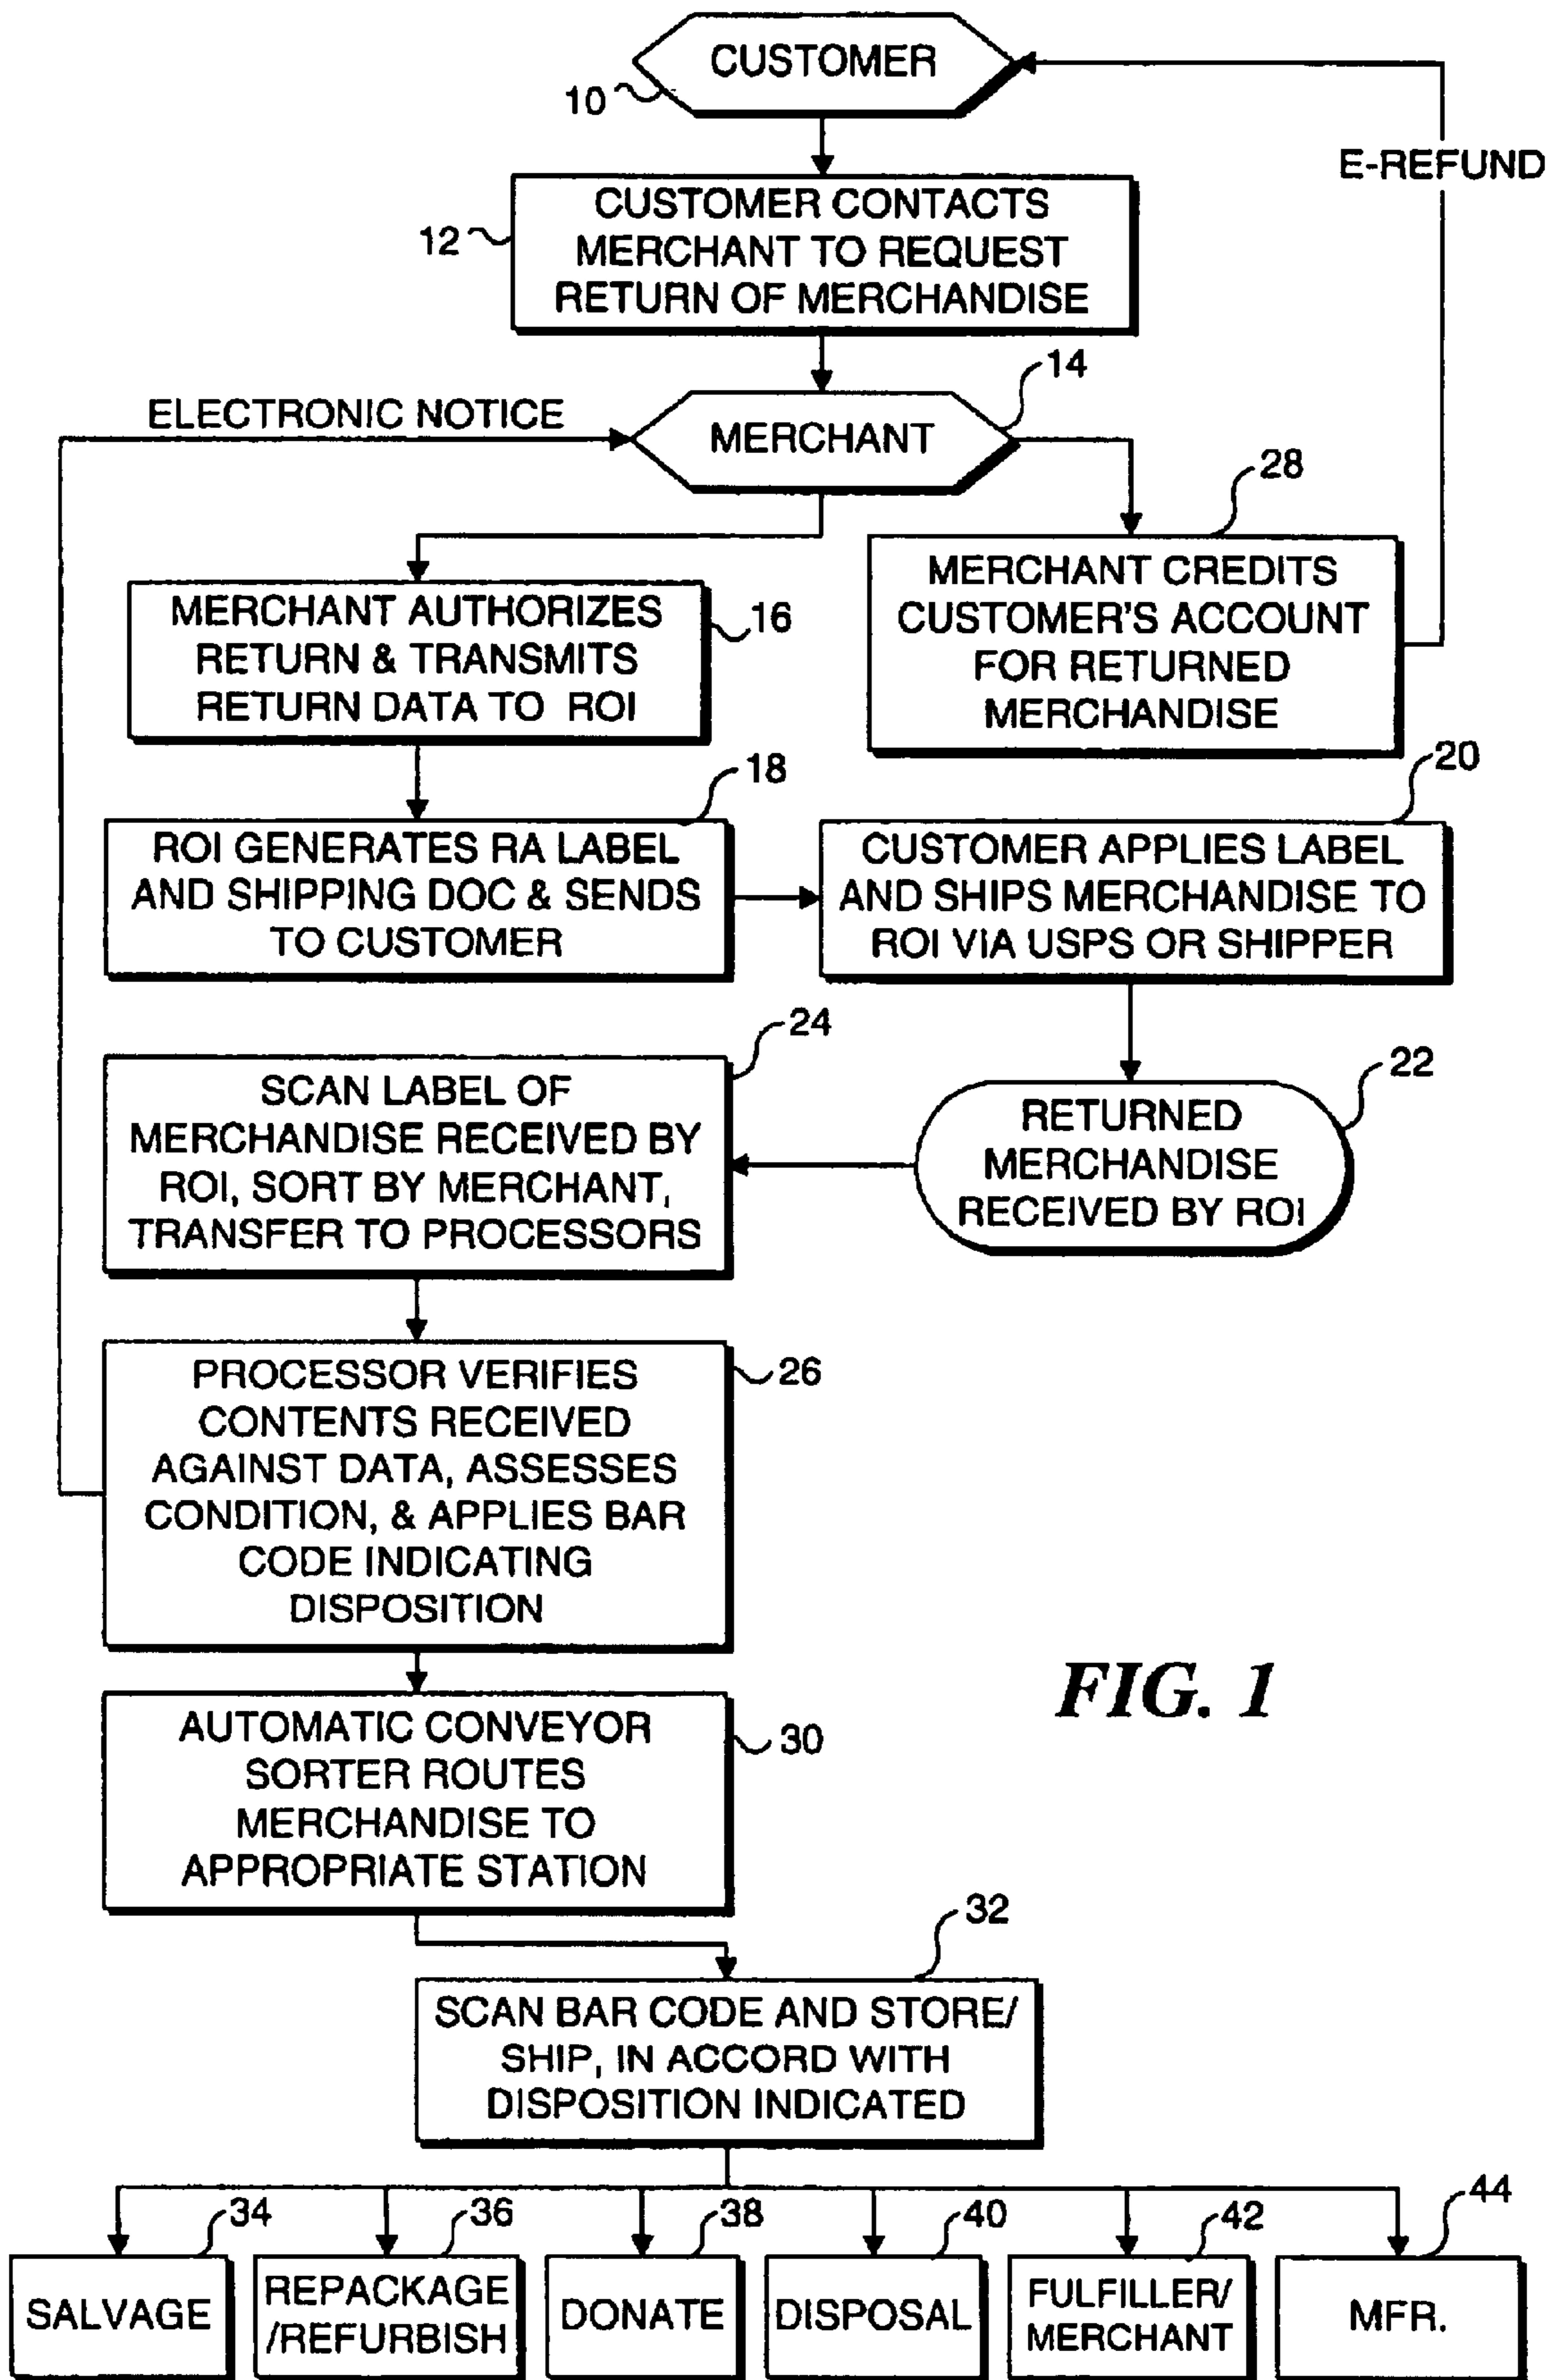 CUSTOMER
10
E-REFUND
CUSTOMER CONTACTS
MERCHANT TO REQUEST
RETURN OF MERCHANDISE
12
14
ELECTRONIC NOTICE
MERCHANT
28
MERCHANT CREDITS
CUSTOMER'S ACCOUNT
FOR RETURNED
MERCHANDISE
MERCHANT AUTHORIZES
RETURN & TRANSMITS
RETURN DATA TO ROI
16
18
ROI GENERATES RA LABEL
AND SHIPPING DOC & SENDS
TO CUSTOMER
20
CUSTOMER APPLIES LABEL
AND SHIPS MERCHANDISE TO
ROI VIA USPS OR SHIPPER
24
SCAN LABEL OF
MERCHANDISE RECEIVED BY
ROI, SORT BY MERCHANT,
TRANSFER TO PROCESSORS
22
RETURNED
MERCHANDISE
RECEIVED BY ROI
PROCESSOR VERIFIES
CONTENTS RECEIVED
AGAINST DATA, ASSESSES
CONDITION, & APPLIES BAR
CODE INDICATING
DISPOSITION
26
FIG. 1
AUTOMATIC CONVEYOR
SORTER ROUTES
MERCHANDISE TO
APPROPRIATE STATION
30
32
SCAN BAR CODE AND STORE/
SHIP, IN ACCORD WITH
DISPOSITION INDICATED
34
SALVAGE
36
REPACKAGE
/REFURBISH
38
DONATE
40
DISPOSAL
42
FULFILLER/
MERCHANT
44
MFR.